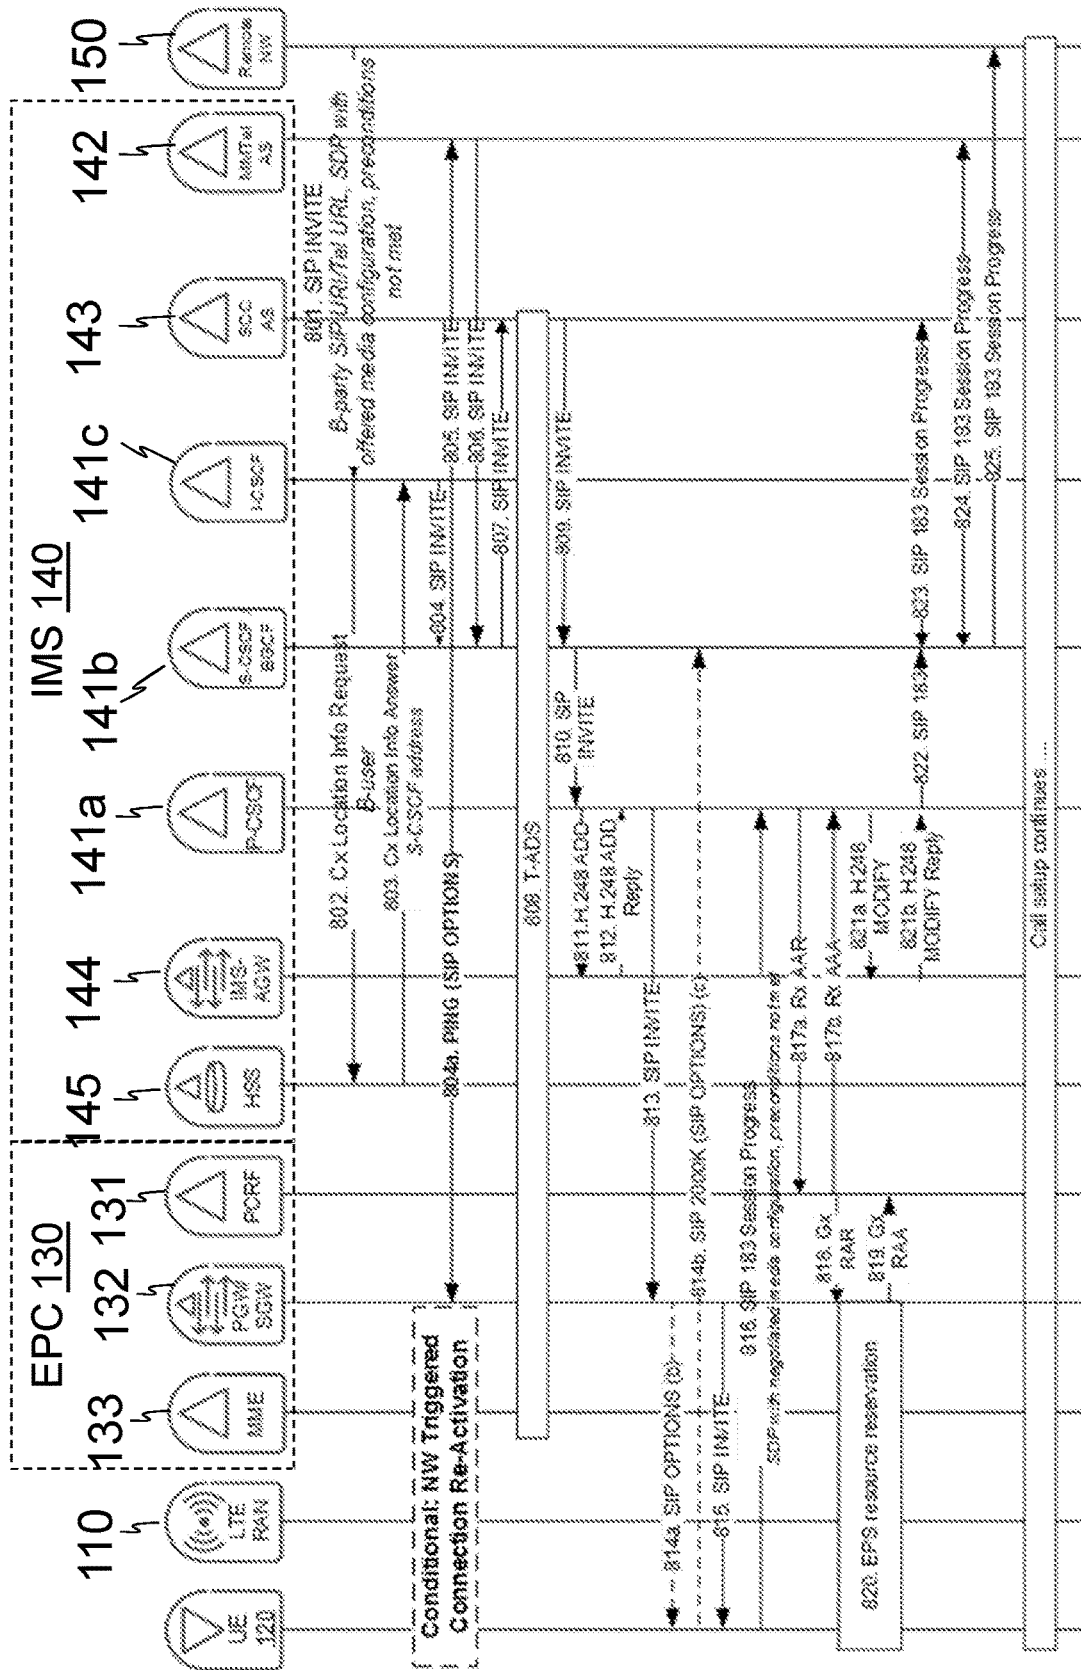 EPC 130
IMS 140
110
133
132
131
145
144
141a
141b
141c
143
142
150
UE
120
LTE
RAN
MME
PGW
SGW
PCRF
HSS
IMS-
AGW
P-CSCF
S-CSCF
BGCF
I-CSCF
SCC
AS
MMTel
AS
Remote
NW
801. SIP INVITE
B-party SIPURI/Tel URL, SDP with
offered media configuration, preconditions
not met
802. Cx Location Info Request
B-user
803. Cx Location Info Answer
S-CSCF address
804. SIP INVITE
804a. PING (SIP OPTIONS)
Conditional: NW Triggered
Connection Re-Activation
805. SIP INVITE
806. SIP INVITE
807. SIP INVITE
808. T-ADS
809. SIP INVITE
810. SIP
INVITE
811. H.248 ADD
812. H.248 ADD
Reply
813. SIP INVITE
814a. SIP OPTIONS (b)
814b. SIP 200OK (SIP OPTIONS) (c)
815. SIP INVITE
816. SIP 183 Session Progress
SDP with negotiated media configuration, preconditions not met
817a. Rx AAR
817b. Rx AAA
818. Gx
RAR
819. Gx
RAA
820. EPS resource reservation
821a. H.248
MODIFY
821b. H.248
MODIFY Reply
822. SIP 183
823. SIP 183 Session Progress
824. SIP 183 Session Progress
925. SIP 183 Session Progress
Call setup continues....